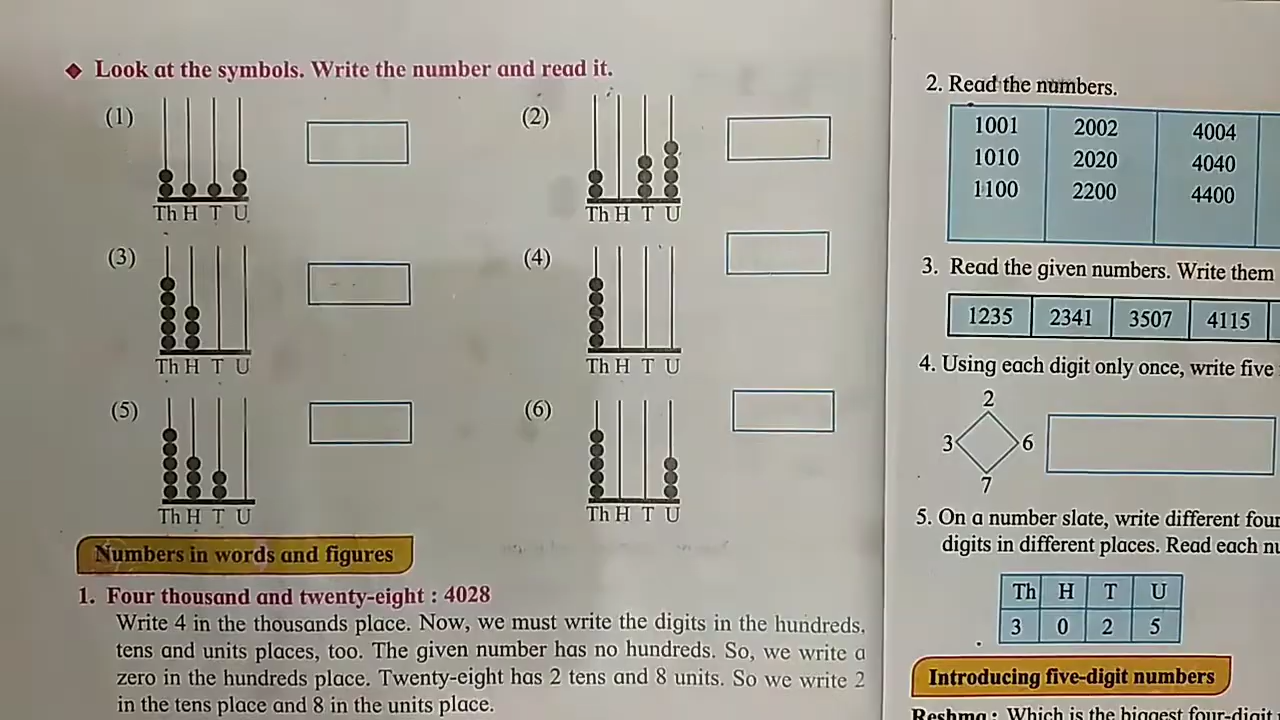 ❖ Look at the symbols. Write the number and read it.
(1)
Th H T U
(2)
Th H T U
(3)
Th H T U
(4)
Th H T U
(5)
Th H T U
(6)
Th H T U
Numbers in words and figures
1. Four thousand and twenty-eight : 4028
Write 4 in the thousands place. Now, we must write the digits in the hundreds,
tens and units places, too. The given number has no hundreds. So, we write a
zero in the hundreds place. Twenty-eight has 2 tens and 8 units. So we write 2
in the tens place and 8 in the units place.
2. Read the numbers.
1001 2002 4004
1010 2020 4040
1100 2200 4400
3. Read the given numbers. Write them
1235 2341 3507 4115
4. Using each digit only once, write five
2
3 6
7
5. On a number slate, write different four
digits in different places. Read each
Th H T U
3 0 2 5
Introducing five-digit numbers
Reshma : Which is the biggest four-digit